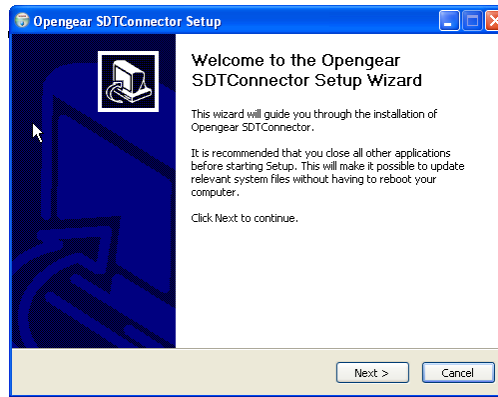 Opengear SDTConnector Setup
Welcome to the Opengear
SDTConnector Setup Wizard
This wizard will guide you through the installation of
Opengear SDTConnector.
It is recommended that you close all other applications
before starting Setup. This will make it possible to update
relevant system files without having to reboot your
computer.
Click Next to continue.
Next >
Cancel